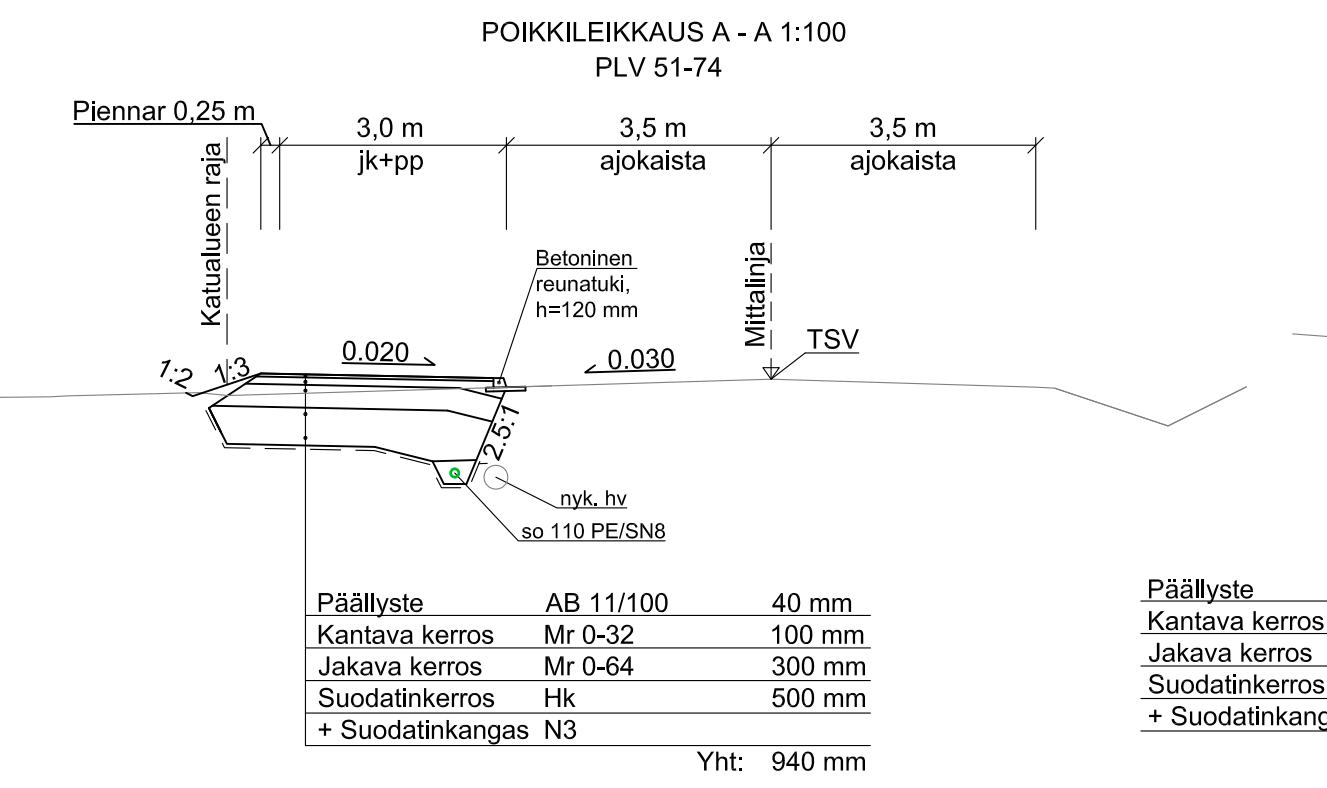 POIKKILEIKKAUS A - A 1:100
PLV 51-74
Piennar 0,25 m
3,0 m
jk+pp
3,5 m
ajokaista
3,5 m
ajokaista
Katualueen raja
Mittalinja
Betoninen
reunatuki,
h=120 mm
TSV
1:2
1:3
0.020
0.030
2.5:1
nyk. hv
so 110 PE/SN8
Päällyste AB 11/100 40 mm
Kantava kerros Mr 0-32 100 mm
Jakava kerros Mr 0-64 300 mm
Suodatinkerros Hk 500 mm
+ Suodatinkangas N3
Yht: 940 mm
Päällyste
Kantava kerros
Jakava kerros
Suodatinkerros
+